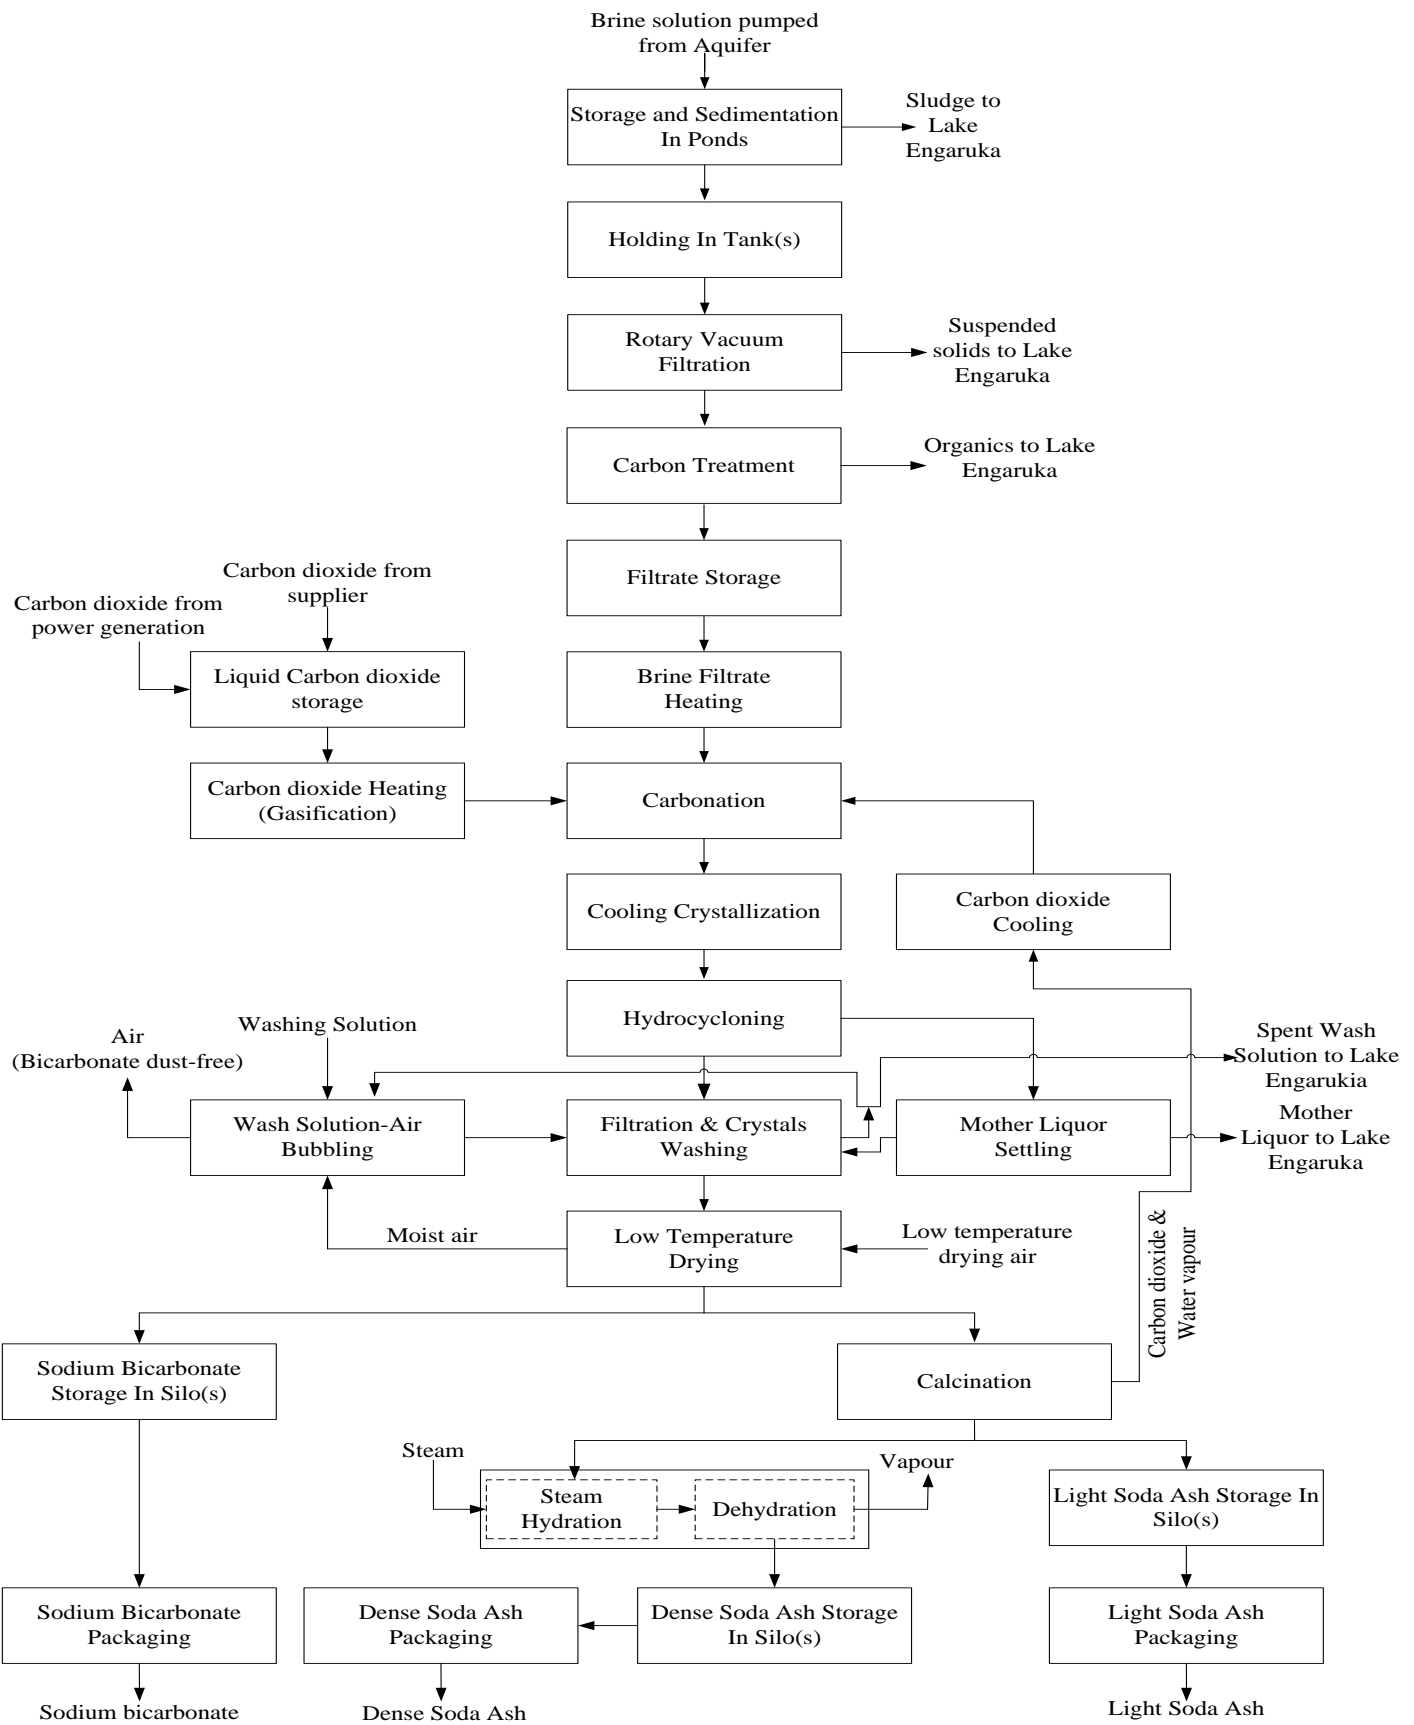 Brine solution pumped
from Aquifer
Storage and Sedimentation
In Ponds
Sludge to
Lake
Engaruka
Holding In Tank(s)
Rotary Vacuum
Filtration
Suspended
solids to Lake
Engaruka
Carbon Treatment
Organics to Lake
Engaruka
Filtrate Storage
Carbon dioxide from
supplier
Carbon dioxide from
power generation
Liquid Carbon dioxide
storage
Brine Filtrate
Heating
Carbon dioxide Heating
(Gasification)
Carbonation
Cooling Crystallization
Carbon dioxide
Cooling
Hydrocycloning
Washing Solution
Air
(Bicarbonate dust-free)
Spent Wash
Solution to Lake
Engarukia
Wash Solution-Air
Bubbling
Filtration & Crystals
Washing
Mother Liquor
Settling
Mother
Liquor to Lake
Engaruka
Moist air
Low Temperature
Drying
Low temperature
drying air
Carbon dioxide &
Water vapour
Sodium Bicarbonate
Storage In Silo(s)
Calcination
Steam
Steam
Hydration
Dehydration
Vapour
Light Soda Ash Storage In
Silo(s)
Sodium Bicarbonate
Packaging
Dense Soda Ash
Packaging
Dense Soda Ash Storage
In Silo(s)
Light Soda Ash
Packaging
Sodium bicarbonate
Dense Soda Ash
Light Soda Ash